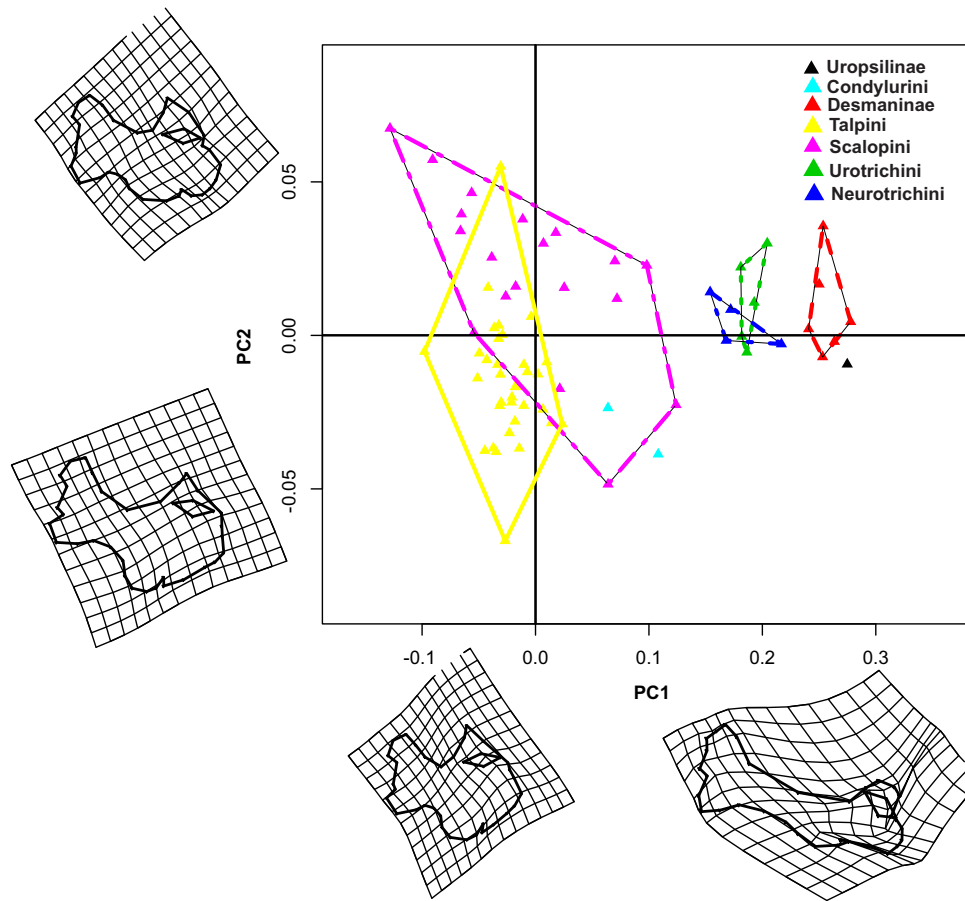 Uropsilinae
Condylurini
Desmaninae
Talpini
Scalopini
Urotrichini
Neurotrichini
0.05
0.00
-0.05
PC2
-0.1 0.0 0.1 0.2 0.3
PC1